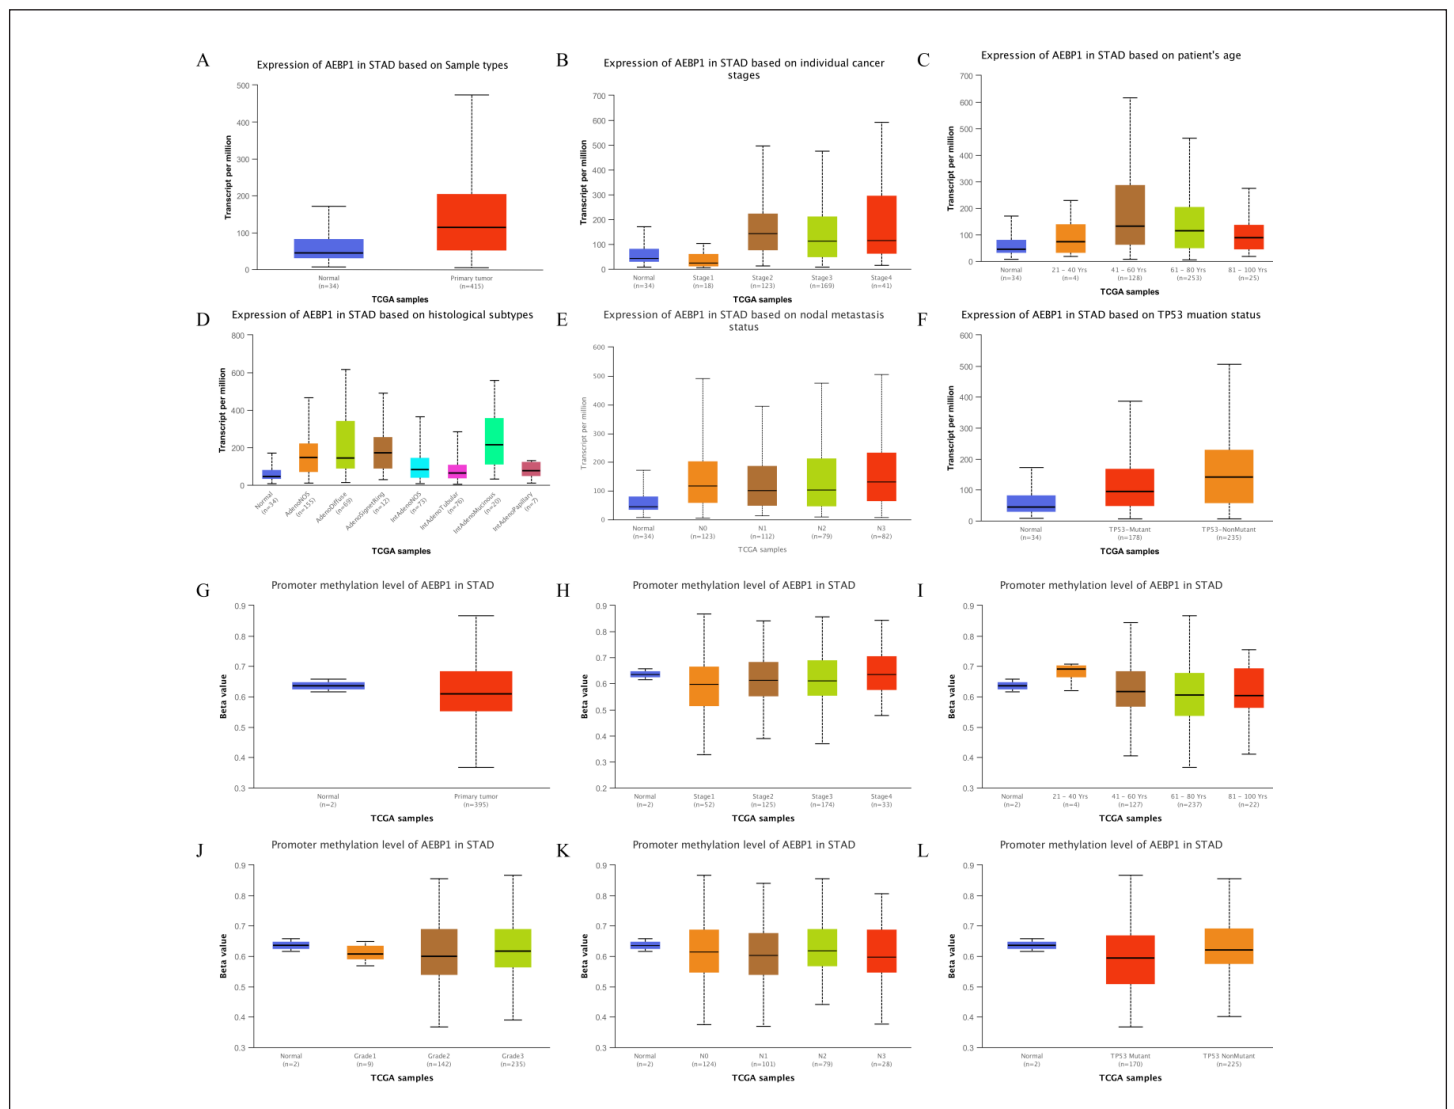 A
Expression of AEBP1 in STAD based on Sample types
Transcript per million
500
400
300
200
100
0
Normal
(n=34)
Primary tumor
(n=415)
TCGA samples
B
Expression of AEBP1 in STAD based on individual cancer
stages
Transcript per million
700
600
500
400
300
200
100
0
Normal
(n=34)
Stage1
(n=18)
Stage2
(n=123)
Stage3
(n=169)
Stage4
(n=41)
TCGA samples
C
Expression of AEBP1 in STAD based on patient's age
Transcript per million
700
600
500
400
300
200
100
0
Normal
(n=34)
21 - 40 Yrs
(n=4)
41 - 60 Yrs
(n=128)
61 - 80 Yrs
(n=253)
81 - 100 Yrs
(n=25)
TCGA samples
D
Expression of AEBP1 in STAD based on histological subtypes
Transcript per million
800
600
400
200
0
Normal
(n=34)
AdenoNOS
(n=155)
AdenoDiffuse
(n=69)
AdenoSignetRing
(n=12)
IntAdenoNOS
(n=73)
IntAdenoTubular
(n=76)
IntAdenoMucinous
(n=20)
IntAdenoPapillary
(n=7)
TCGA samples
E
Expression of AEBP1 in STAD based on nodal metastasis
status
Transcript per million
600
500
400
300
200
100
0
Normal
(n=34)
N0
(n=123)
N1
(n=112)
N2
(n=79)
N3
(n=82)
TCGA samples
F
Expression of AEBP1 in STAD based on TP53 muation status
Transcript per million
600
500
400
300
200
100
0
Normal
(n=34)
TP53-Mutant
(n=178)
TP53-NonMutant
(n=235)
TCGA samples
G
Promoter methylation level of AEBP1 in STAD
Beta value
0.9
0.8
0.7
0.6
0.5
0.4
0.3
Normal
(n=2)
Primary tumor
(n=395)
TCGA samples
H
Promoter methylation level of AEBP1 in STAD
Beta value
0.9
0.8
0.7
0.6
0.5
0.4
0.3
0.2
Normal
(n=2)
Stage1
(n=52)
Stage2
(n=125)
Stage3
(n=174)
Stage4
(n=33)
TCGA samples
I
Promoter methylation level of AEBP1 in STAD
Beta value
0.9
0.8
0.7
0.6
0.5
0.4
0.3
Normal
(n=2)
21 - 40 Yrs
(n=4)
41 - 60 Yrs
(n=127)
61 - 80 Yrs
(n=237)
81 - 100 Yrs
(n=22)
TCGA samples
J
Promoter methylation level of AEBP1 in STAD
Beta value
0.9
0.8
0.7
0.6
0.5
0.4
0.3
Normal
(n=2)
Grade1
(n=9)
Grade2
(n=142)
Grade3
(n=235)
TCGA samples
K
Promoter methylation level of AEBP1 in STAD
Beta value
0.9
0.8
0.7
0.6
0.5
0.4
0.3
Normal
(n=2)
N0
(n=124)
N1
(n=101)
N2
(n=79)
N3
(n=28)
TCGA samples
L
Promoter methylation level of AEBP1 in STAD
Beta value
0.9
0.8
0.7
0.6
0.5
0.4
0.3
Normal
(n=2)
TP53 Mutant
(n=170)
TP53 NonMutant
(n=225)
TCGA samples